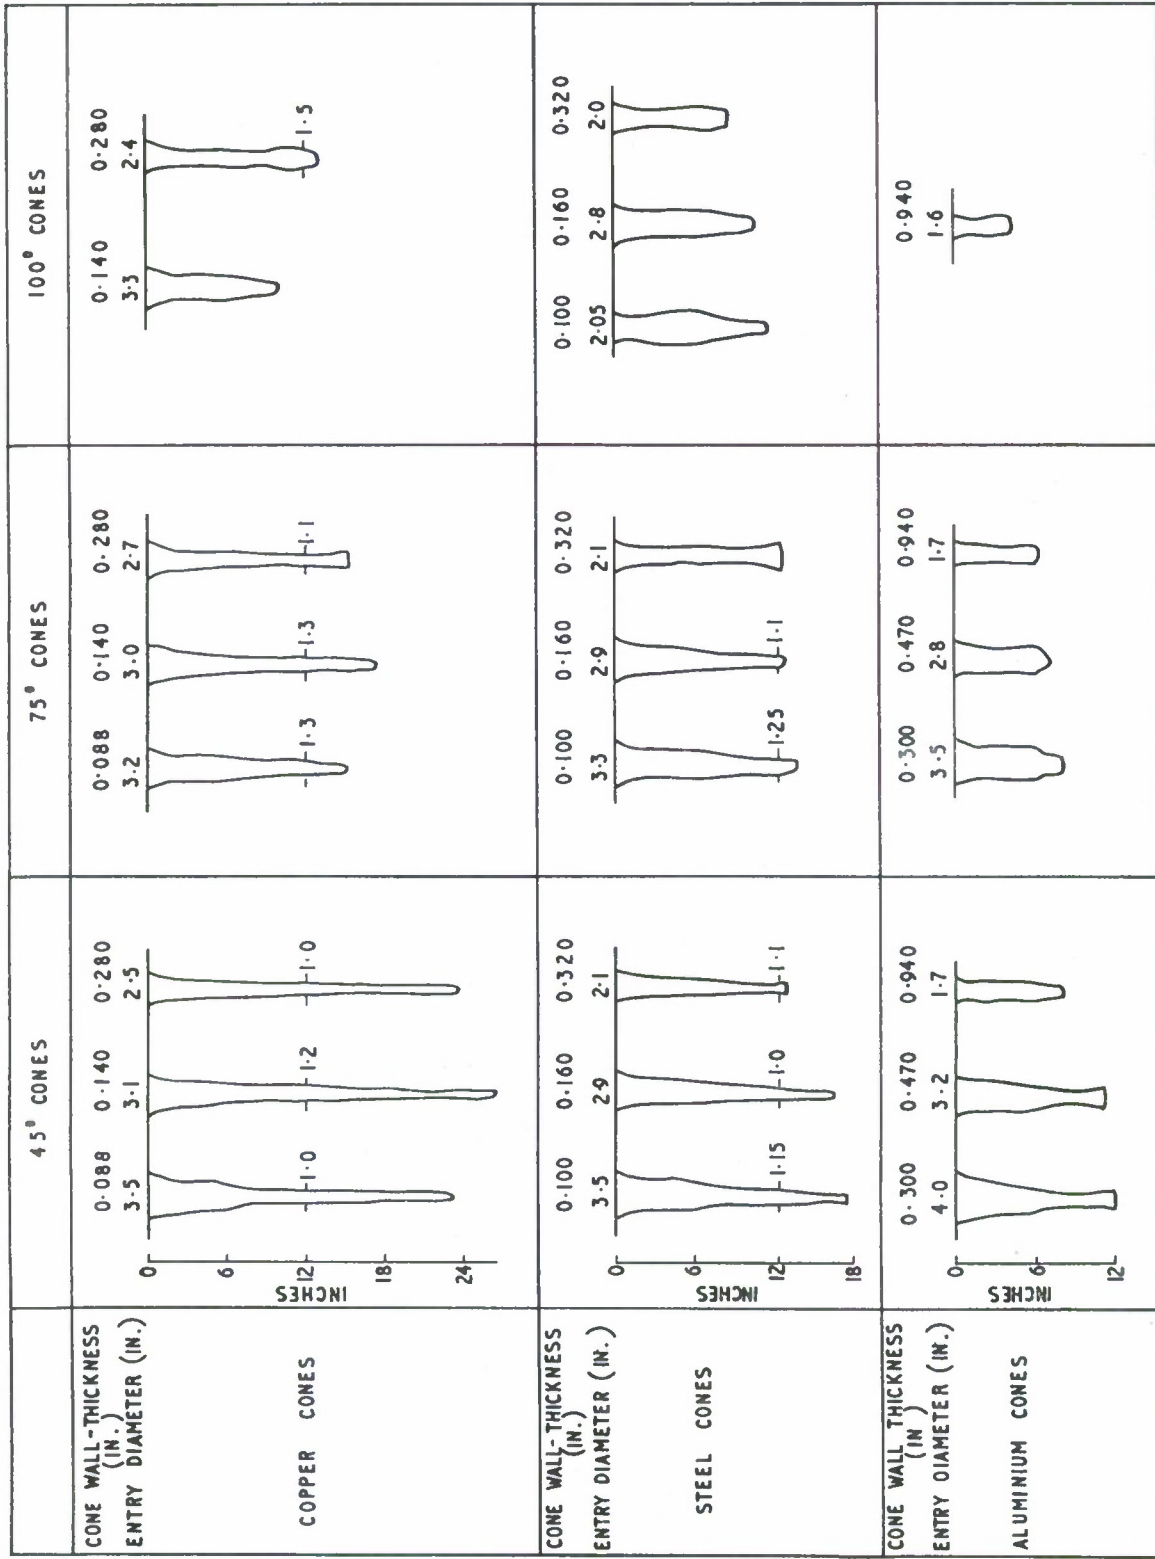 45° CONES
75° CONES
100° CONES
CONE WALL-THICKNESS
(IN.)
ENTRY DIAMETER (IN.)
COPPER CONES
0·088 0·140 0·280
3·5 3·1 2·5
0
6
12
18
24
INCHES
1·0 1·2 1·0
0·088 0·140 0·280
3·2 3·0 2·7
1·3 1·3 1·1
0·140 0·280
3·3 2·4
1·5
CONE WALL-THICKNESS
(IN.)
ENTRY DIAMETER (IN.)
STEEL CONES
0·100 0·160 0·320
3·5 2·9 2·1
0
6
12
18
INCHES
1·15 1·0 1·1
0·100 0·160 0·320
3·3 2·9 2·1
1·25 1·1
0·100 0·160 0·320
2·05 2·8 2·0
CONE WALL THICKNESS
(IN)
ENTRY DIAMETER (IN.)
ALUMINIUM CONES
0·300 0·470 0·940
4·0 3·2 1·7
0
6
12
INCHES
0·300 0·470 0·940
3·5 2·8 1·7
0·940
1·6